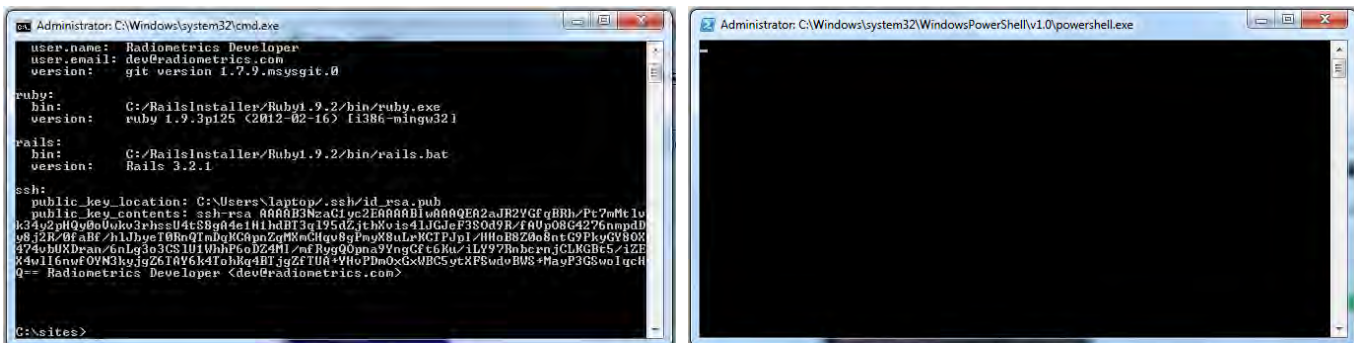 Administrator: C:\Windows\system32\cmd.exe
user.name: Radiometrics Developer
user.email: dev@radiometrics.com
version: git version 1.7.9.msysgit.0
ruby:
bin: C:/RailsInstaller/Ruby1.9.2/bin/ruby.exe
version: ruby 1.9.3p125 (2012-02-16) [i386-mingw32]
rails:
bin: C:/RailsInstaller/Ruby1.9.2/bin/rails.bat
version: Rails 3.2.1
ssh:
public_key_location: C:\Users\laptop/.ssh/id_rsa.pub
public_key_contents: ssh-rsa
Q== Radiometrics Developer <dev@radiometrics.com>
C:\sites>
Administrator: C:\Windows\system32\WindowsPowerShell\v1.0\powershell.exe